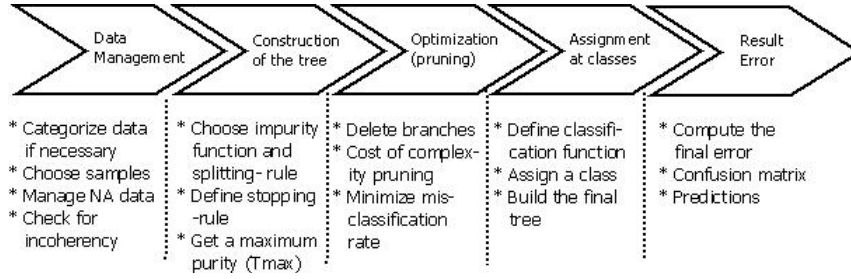 Data
Management
Construction
of the tree
Optimization
(pruning)
Assignment
at classes
Result
Error
* Categorize data
if necessary
* Choose samples
* Manage NA data
* Check for
incoherency
* Choose impurity
function and
splitting- rule
* Define stopping
-rule
* Get a maximum
purity (Tmax)
* Delete branches
* Cost of complex-
ity pruning
* Minimize mis-
classification
rate
* Define classifi-
cation function
* Assign a class
* Build the final
tree
* Compute the
final error
* Confusion matrix
* Predictions